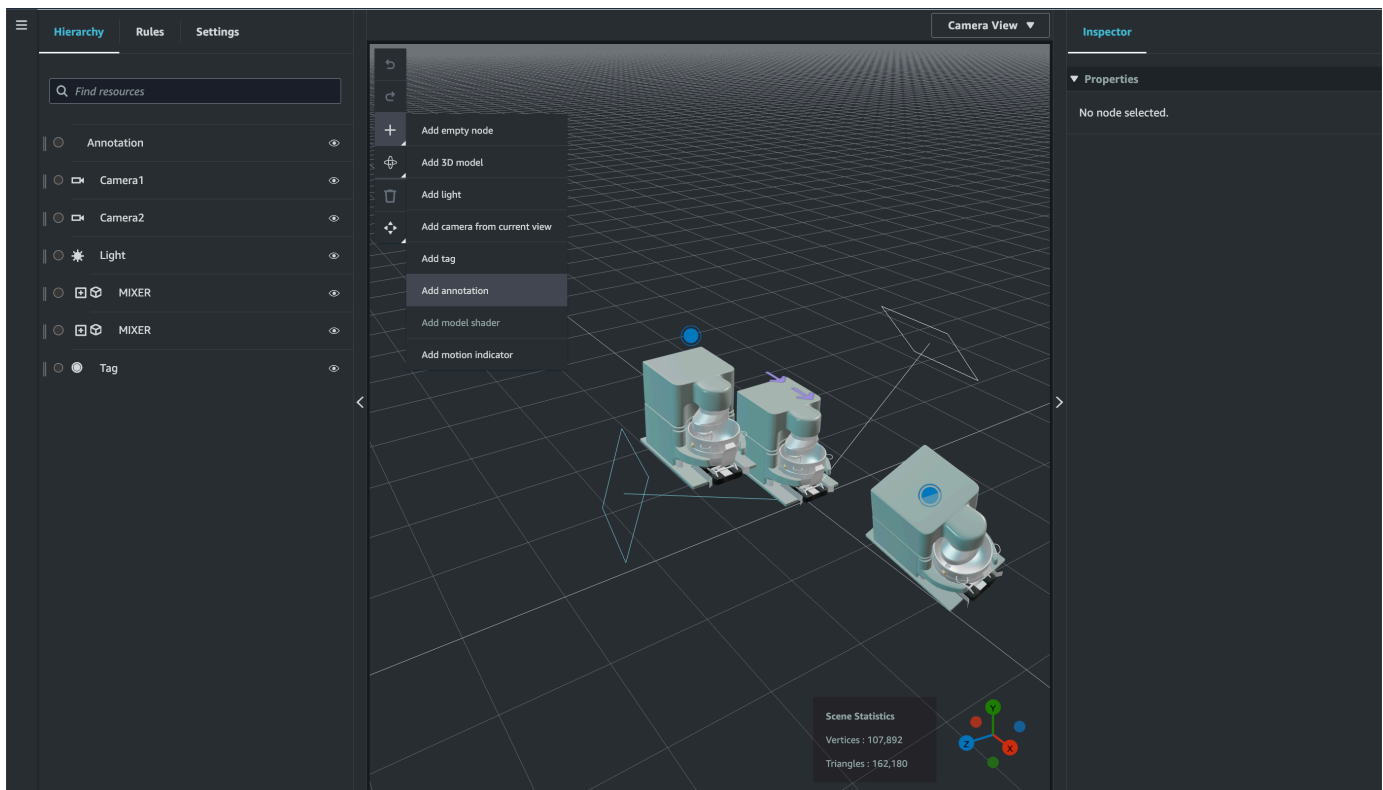 Hierarchy Rules Settings
Camera View ▼
Inspector
Find resources
▼ Properties
No node selected.
Annotation
Camera1
Camera2
Light
MIXER
MIXER
Tag
Add empty node
Add 3D model
Add light
Add camera from current view
Add tag
Add annotation
Add model shader
Add motion indicator
Scene Statistics
Vertices : 107,892
Triangles : 162,180
Y
Z
X